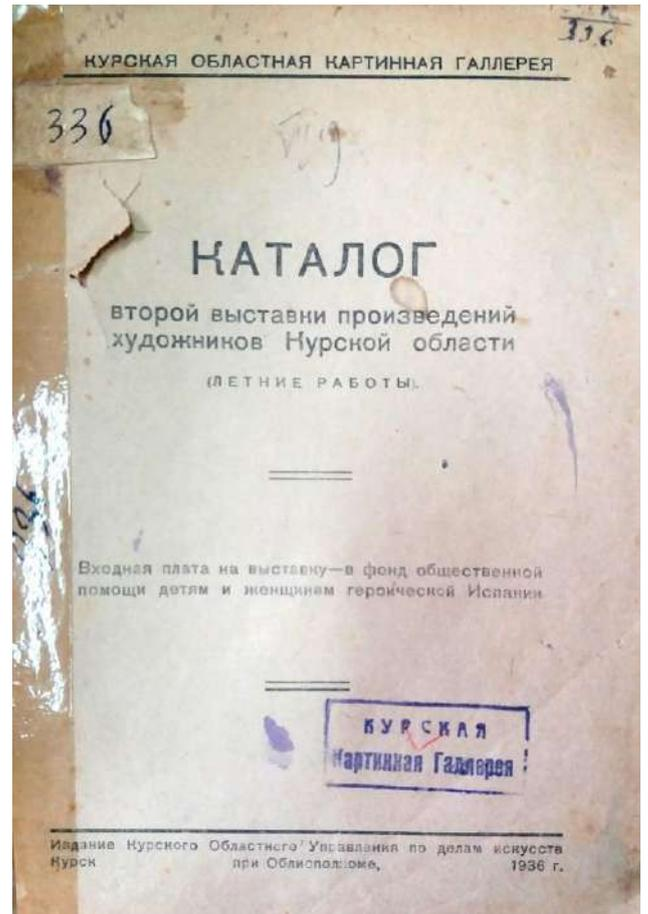 336
КУРСКАЯ ОБЛАСТНАЯ КАРТИННАЯ ГАЛЛЕРЕЯ
336
КАТАЛОГ
второй выставки произведений
художников Курской области
(ЛЕТНИЕ РАБОТЫ).
Входная плата на выставку—в фонд общественной
помощи детям и женщинам героической Испании
КУРСКАЯ
Картинная Галлерея
Издание Курского Областного Управления по делам искусств
Курск при Облисполкоме, 1936 г.